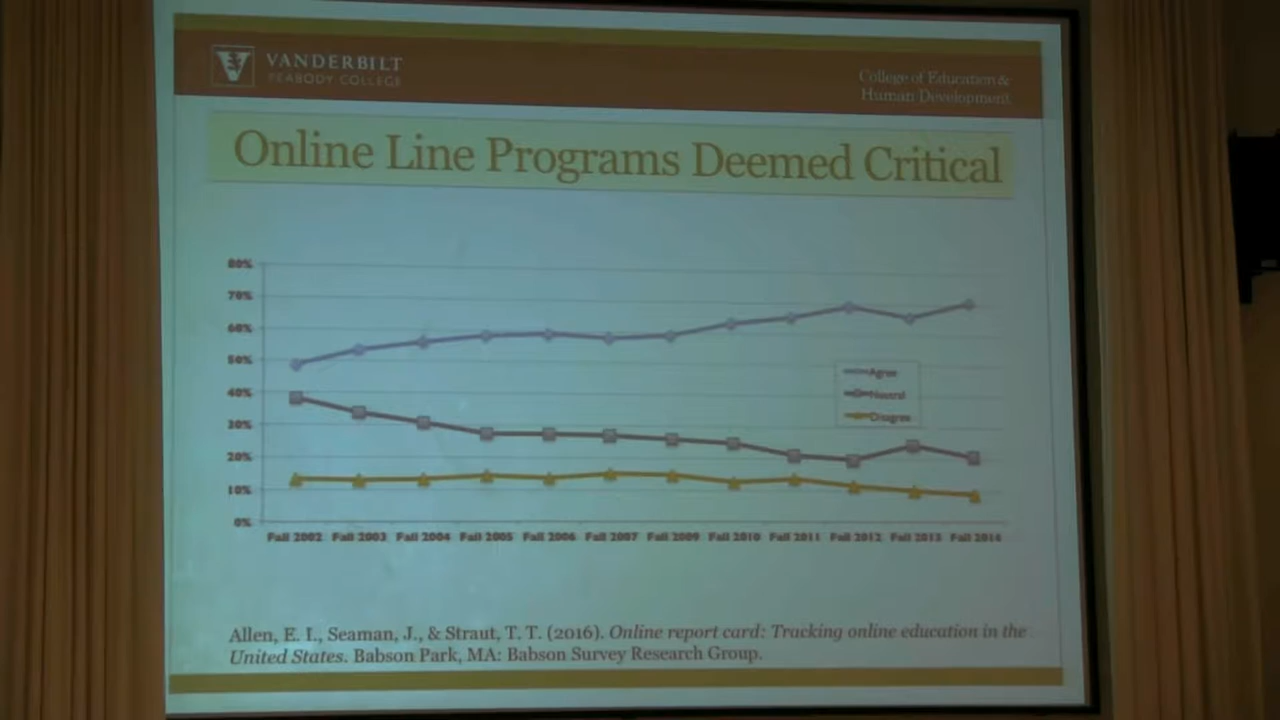 VANDERBILT
PEABODY COLLEGE
College of Education &
Human Development
Online Line Programs Deemed Critical
80%
70%
60%
50%
40%
30%
20%
10%
0%
Agree
Neutral
Disagree
Fall 2002 Fall 2003 Fall 2004 Fall 2005 Fall 2006 Fall 2007 Fall 2009 Fall 2010 Fall 2011 Fall 2012 Fall 2013 Fall 2014
Allen, E. I., Seaman, J., & Straut, T. T. (2016). Online report card: Tracking online education in the
United States. Babson Park, MA: Babson Survey Research Group.